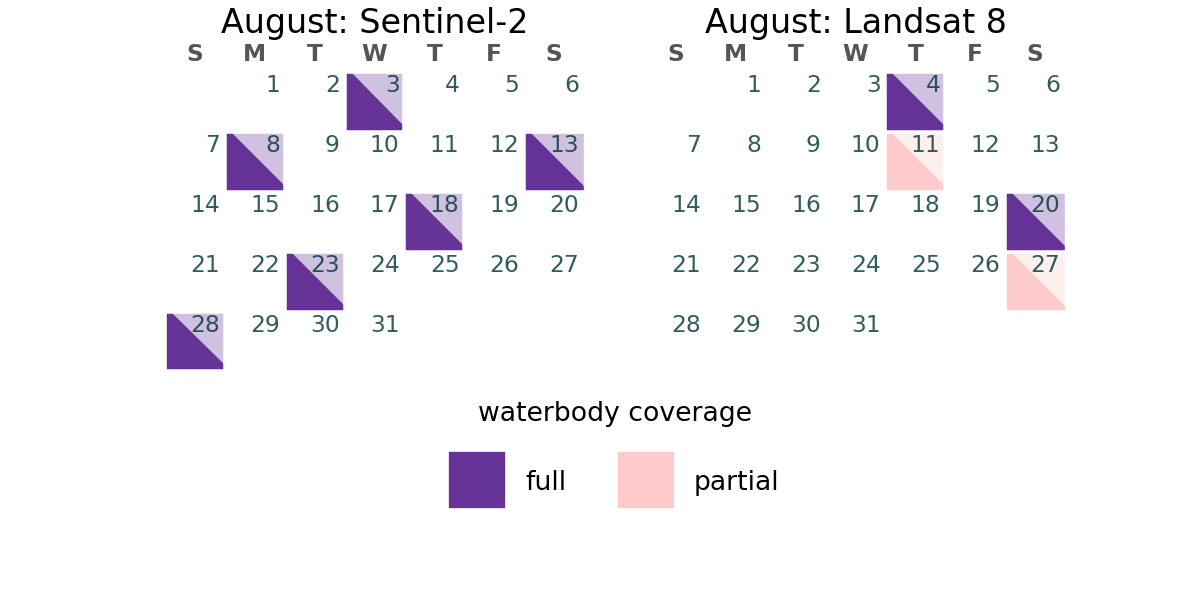 August: Sentinel-2
S M T W T F S
1 2 3 4 5 6
7 8 9 10 11 12 13
14 15 16 17 18 19 20
21 22 23 24 25 26 27
28 29 30 31
August: Landsat 8
S M T W T F S
1 2 3 4 5 6
7 8 9 10 11 12 13
14 15 16 17 18 19 20
21 22 23 24 25 26 27
28 29 30 31
waterbody coverage
full partial